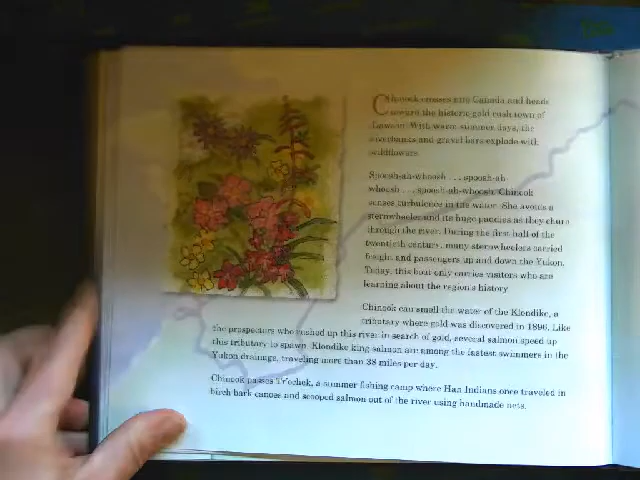 Chinook crosses into Canada and heads
toward the historic gold rush town of
Dawson. With warm summer days, the
riverbanks and gravel bars explode with
wildflowers.
Spoosh-ah-whoosh . . . spoosh-ah
whoosh . . . spoosh-ah-whoosh. Chinook
senses turbulence in the water. She avoids a
sternwheeler and its huge paddles as they churn
through the river. During the first half of the
twentieth century, many sternwheelers carried
freight and passengers up and down the Yukon.
Today, this boat only carries visitors who are
learning about the region's history.
Chinook can smell the water of the Klondike, a
tributary where gold was discovered in 1896. Like
the prospectors who rushed up this river in search of gold, several salmon speed up
this tributary to spawn. Klondike king salmon are among the fastest swimmers in the
Yukon drainage, traveling more than 38 miles per day.
Chinook passes Tr'ochek, a summer fishing camp where Han Indians once traveled in
birch bark canoes and scooped salmon out of the river using handmade nets.